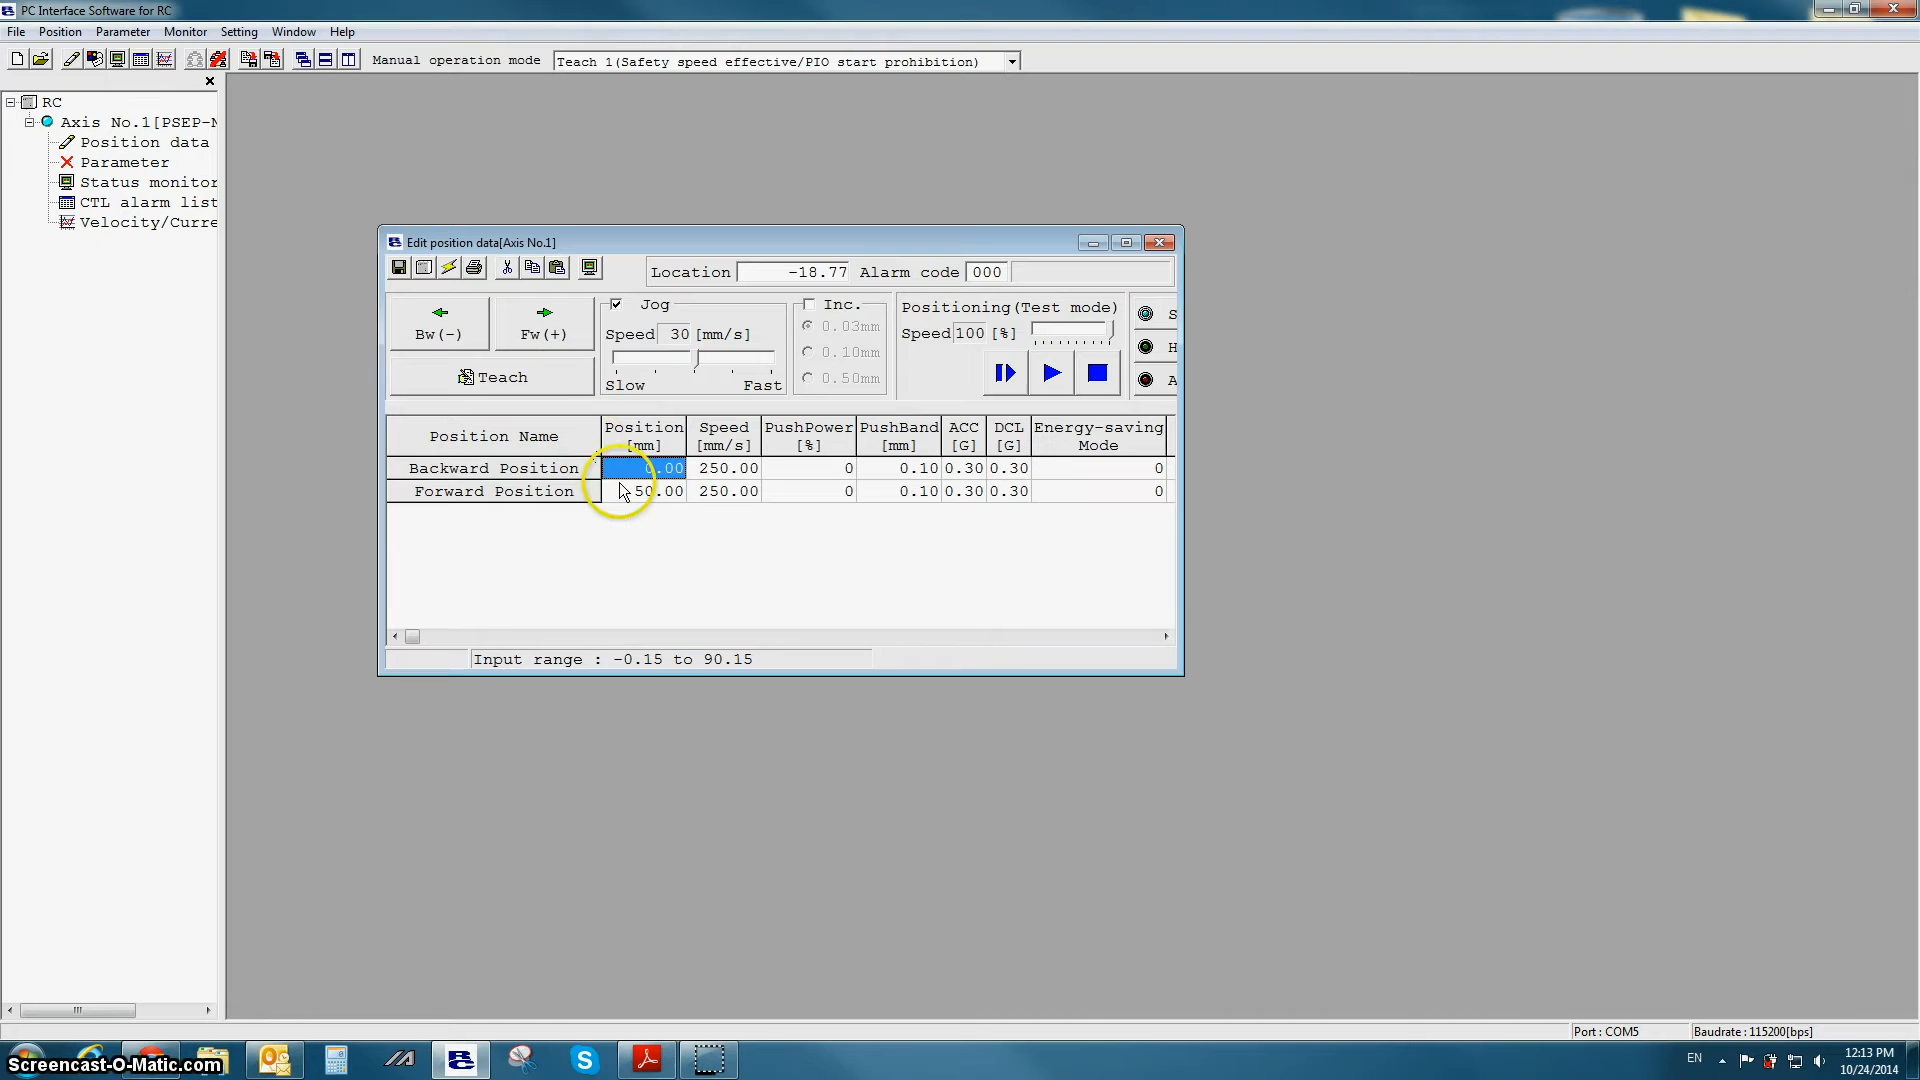 PC Interface Software for RC
File Position Parameter Monitor Setting Window Help
Manual operation mode Teach 1(Safety speed effective/PIO start prohibition)
RC
Axis No.1[PSEP-N
Position data
Parameter
Status monitor
CTL alarm list
Velocity/Curre
Edit position data[Axis No.1]
Location -18.77 Alarm code 000
Bw(-) Fw(+)
Teach
Jog
Speed 30 [mm/s]
Slow Fast
Inc.
0.03mm
0.10mm
0.50mm
Positioning(Test mode)
Speed 100 [%]
S
H
A
Position Name Position [mm] Speed [mm/s] PushPower [%] PushBand [mm] ACC [G] DCL [G] Energy-saving Mode
Backward Position 0.00 250.00 0 0.10 0.30 0.30 0
Forward Position 50.00 250.00 0 0.10 0.30 0.30 0
Input range : -0.15 to 90.15
Port : COM5 Baudrate : 115200[bps]
Screencast-O-Matic.com
EN
12:13 PM
10/24/2014